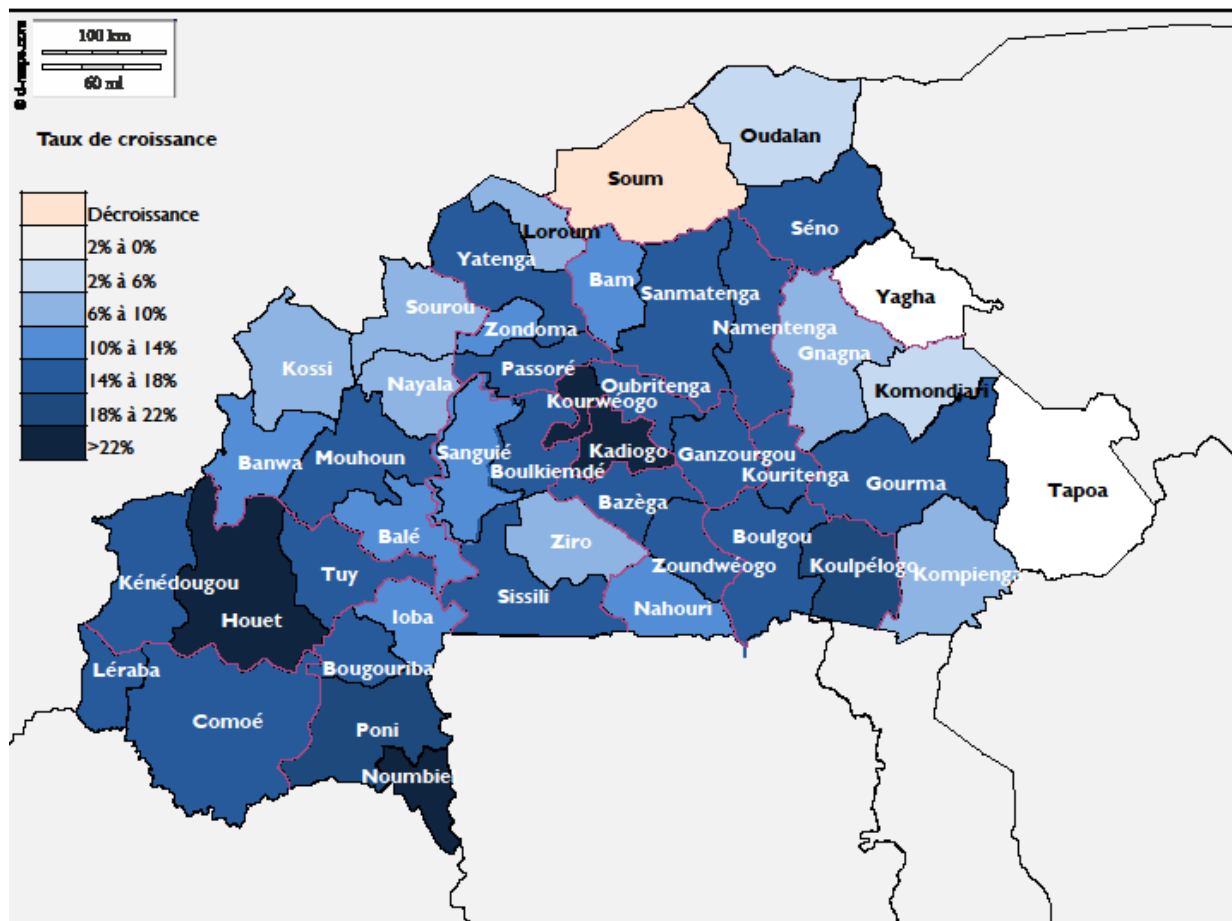 100 km
60 mi
© d-maps.com
Taux de croissance
Décroissance
2% à 0%
2% à 6%
6% à 10%
10% à 14%
14% à 18%
18% à 22%
>22%
Oudalan
Soum
Séno
Loroum
Yatenga
Bam
Sanmatenga
Yagha
Sourou
Zondoma
Namentenga
Gnagna
Kossi
Passoré
Nayala
Oubritenga
Komondjari
Kourwéogo
Sanguié
Kadiogo
Ganzourgou
Banwa
Mouhoun
Boulkiemdé
Kouritenga
Gourma
Tapoa
Bazèga
Balé
Ziro
Boulgou
Zoundwéogo
Koulpélogo
Kompienga
Kénédougou
Tuy
Sissili
Nahouri
Houet
Ioba
Léraba
Bougouriba
Comoé
Poni
Noumbiel